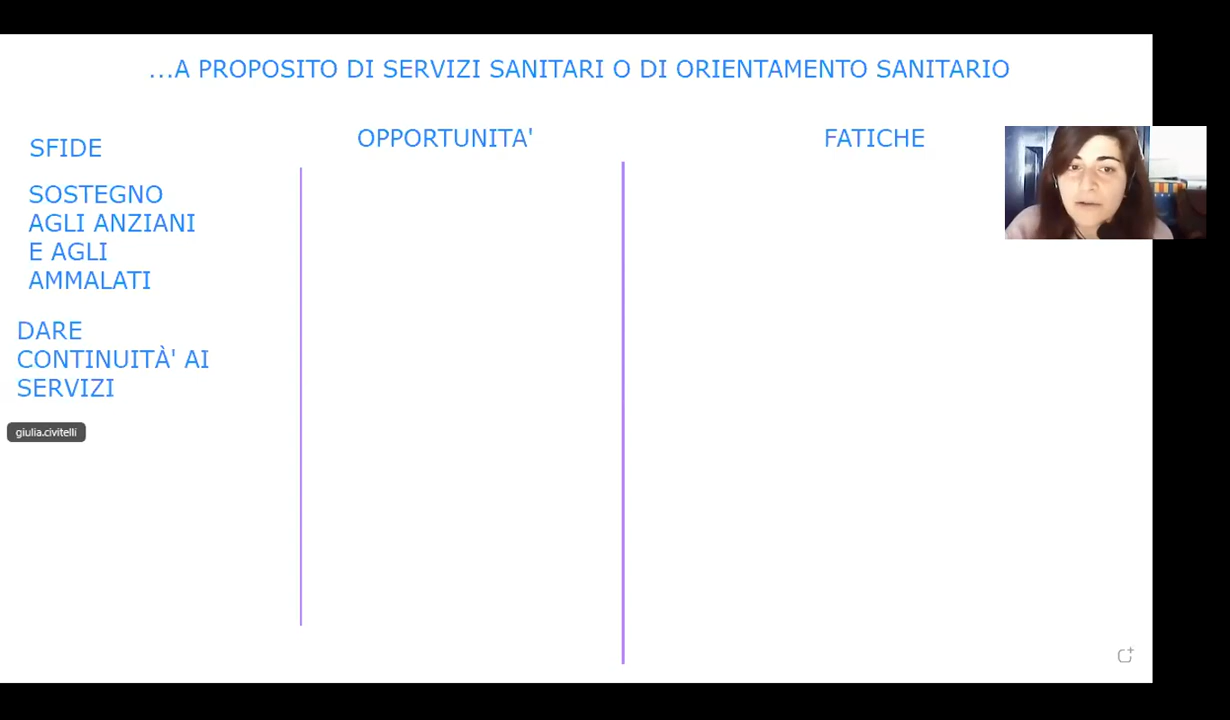 ...A PROPOSITO DI SERVIZI SANITARI O DI ORIENTAMENTO SANITARIO
SFIDE
OPPORTUNITA'
FATICHE
SOSTEGNO
AGLI ANZIANI
E AGLI
AMMALATI
DARE
CONTINUITÀ' AI
SERVIZI
giulia.civitelli